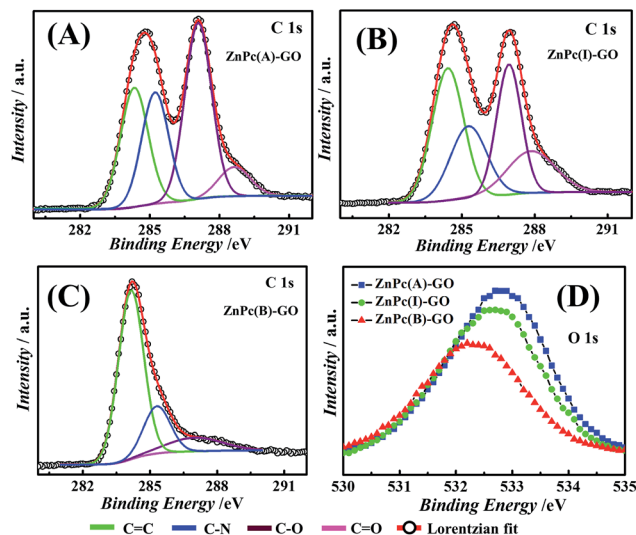 (A)
C 1s
ZnPc(A)-GO
Intensity / a.u.
282 285 288 291
Binding Energy /eV
(B)
C 1s
ZnPc(I)-GO
Intensity / a.u.
282 285 288 291
Binding Energy /eV
(C)
C 1s
ZnPc(B)-GO
Intensity / a.u.
282 285 288 291
Binding Energy /eV
ZnPc(A)-GO
ZnPc(I)-GO
ZnPc(B)-GO
(D)
O 1s
Intensity / a.u.
530 531 532 533 534 535
Binding Energy /eV
C=C C-N C-O C=O Lorentzian fit